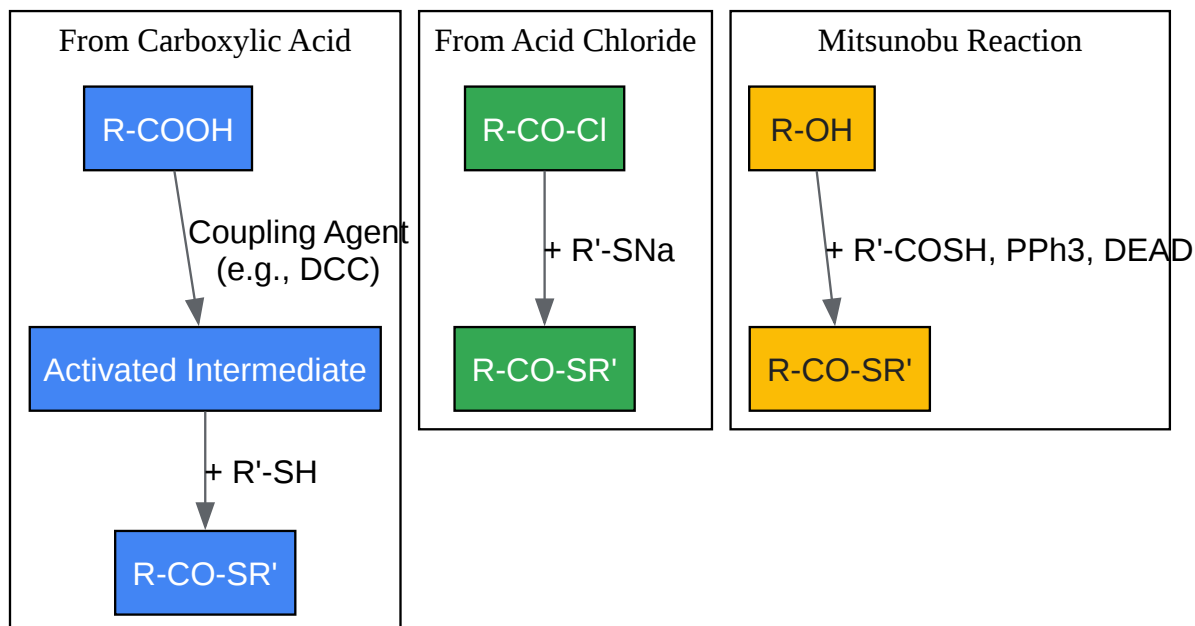 From Carboxylic Acid
R-COOH
Coupling Agent
(e.g., DCC)
Activated Intermediate
+ R'-SH
R-CO-SR'
From Acid Chloride
R-CO-Cl
+ R'-SNa
R-CO-SR'
Mitsunobu Reaction
R-OH
+ R'-COSH, PPh3, DEAD
R-CO-SR'